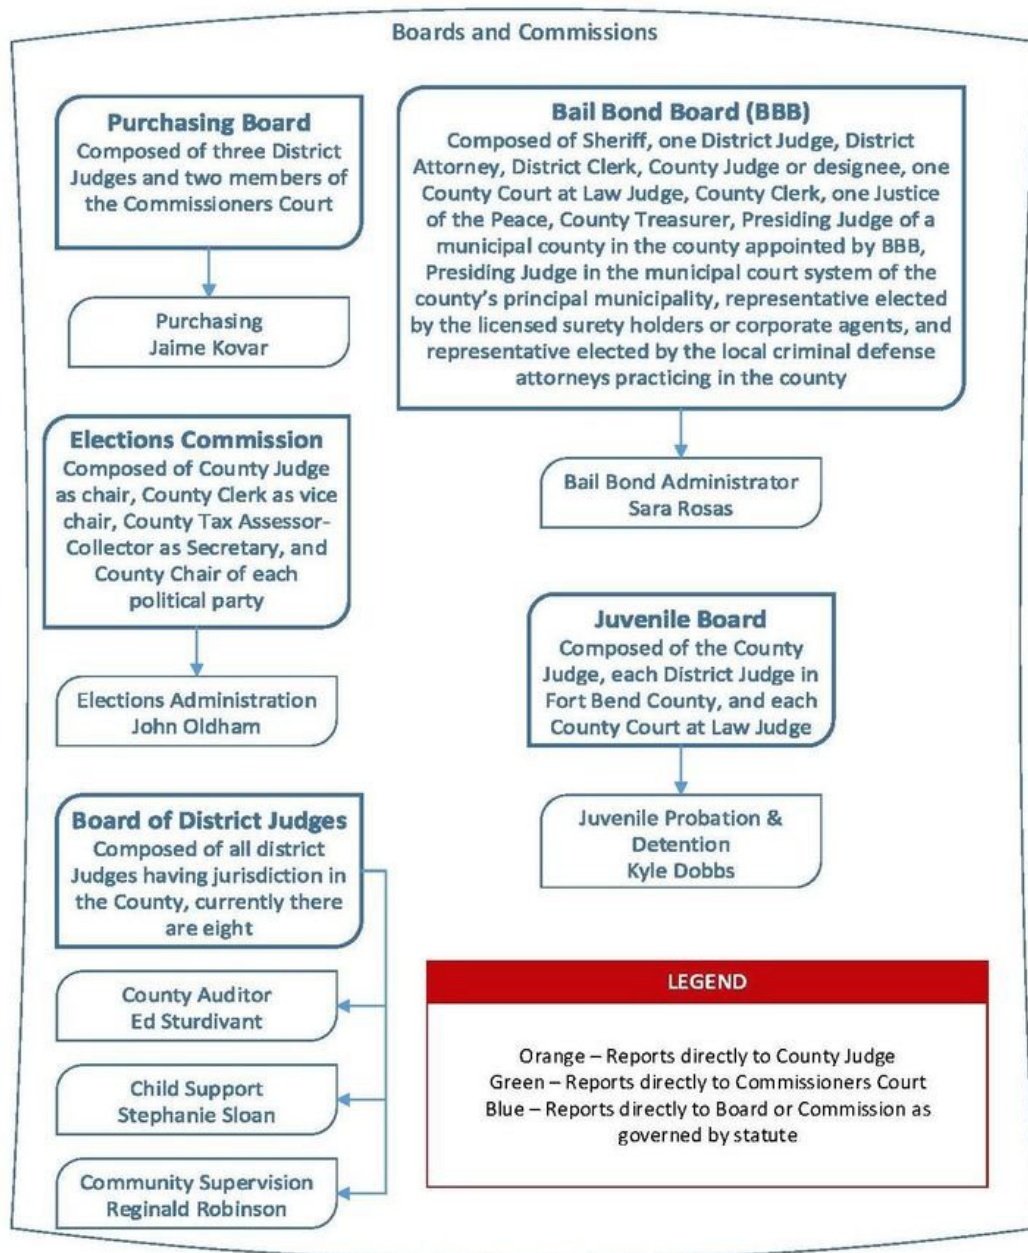 Boards and Commissions
Purchasing Board
Composed of three District
Judges and two members of
the Commissioners Court
Purchasing
Jaime Kovar
Bail Bond Board (BBB)
Composed of Sheriff, one District Judge, District
Attorney, District Clerk, County Judge or designee, one
County Court at Law Judge, County Clerk, one Justice
of the Peace, County Treasurer, Presiding Judge of a
municipal county in the county appointed by BBB,
Presiding Judge in the municipal court system of the
county's principal municipality, representative elected
by the licensed surety holders or corporate agents, and
representative elected by the local criminal defense
attorneys practicing in the county
Bail Bond Administrator
Sara Rosas
Elections Commission
Composed of County Judge
as chair, County Clerk as vice
chair, County Tax Assessor-
Collector as Secretary, and
County Chair of each
political party
Elections Administration
John Oldham
Juvenile Board
Composed of the County
Judge, each District Judge in
Fort Bend County, and each
County Court at Law Judge
Juvenile Probation &
Detention
Kyle Dobbs
Board of District Judges
Composed of all district
Judges having jurisdiction in
the County, currently there
are eight
County Auditor
Ed Sturdivant
Child Support
Stephanie Sloan
Community Supervision
Reginald Robinson
LEGEND
Orange – Reports directly to County Judge
Green – Reports directly to Commissioners Court
Blue – Reports directly to Board or Commission as
governed by statute